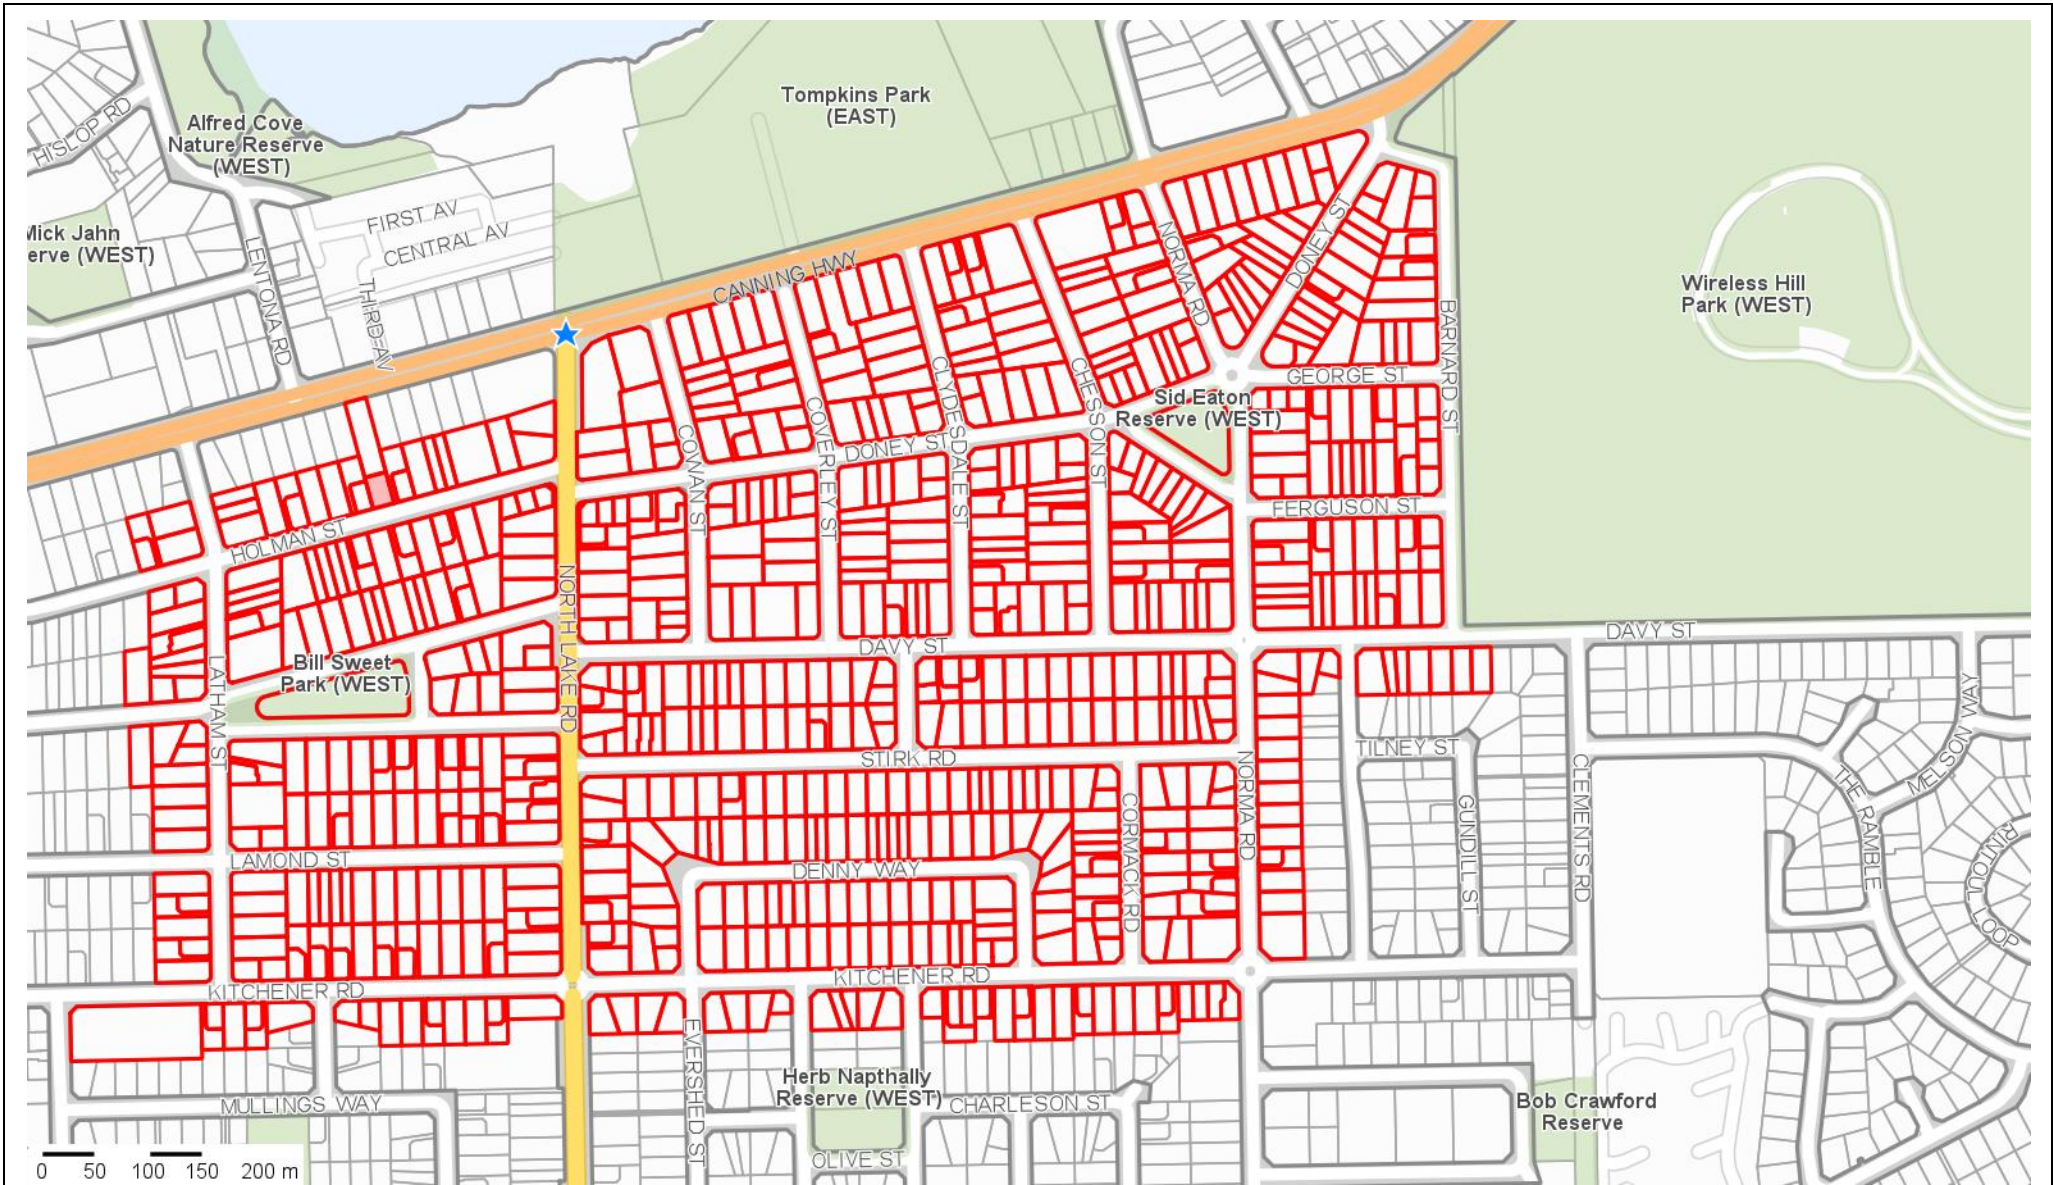 Tompkins Park
(EAST)
HISLOP RD
Alfred Cove
Nature Reserve
(WEST)
FIRST AV
CENTRAL AV
Mick Jahn
erve (WEST)
LENTONA RD
THIRD AV
CANNING HWY
NORMA RD
DONEY ST
Wireless Hill
Park (WEST)
BARNARD ST
GEORGE ST
CLYDESDALE ST
CHESSON ST
Sid Eaton
Reserve (WEST)
COVERLEY ST
COWAN ST
DONEY ST
FERGUSON ST
HOLMAN ST
NORTH LAKE RD
DAVY ST
DAVY ST
Bill Sweet
Park (WEST)
LATHAM ST
STIRK RD
NORMA RD
TILNEY ST
CLEMENTS RD
GUNDILL ST
THE RAMBLE
MELSON WAY
RINTOUL LOOP
CORMACK RD
LAMOND ST
DENNY WAY
KITCHENER RD
KITCHENER RD
EVERSHED ST
Herb Napthally
Reserve (WEST)
MULLINGS WAY
CHARLESON ST
Bob Crawford
Reserve
OLIVE ST
0 50 100 150 200 m